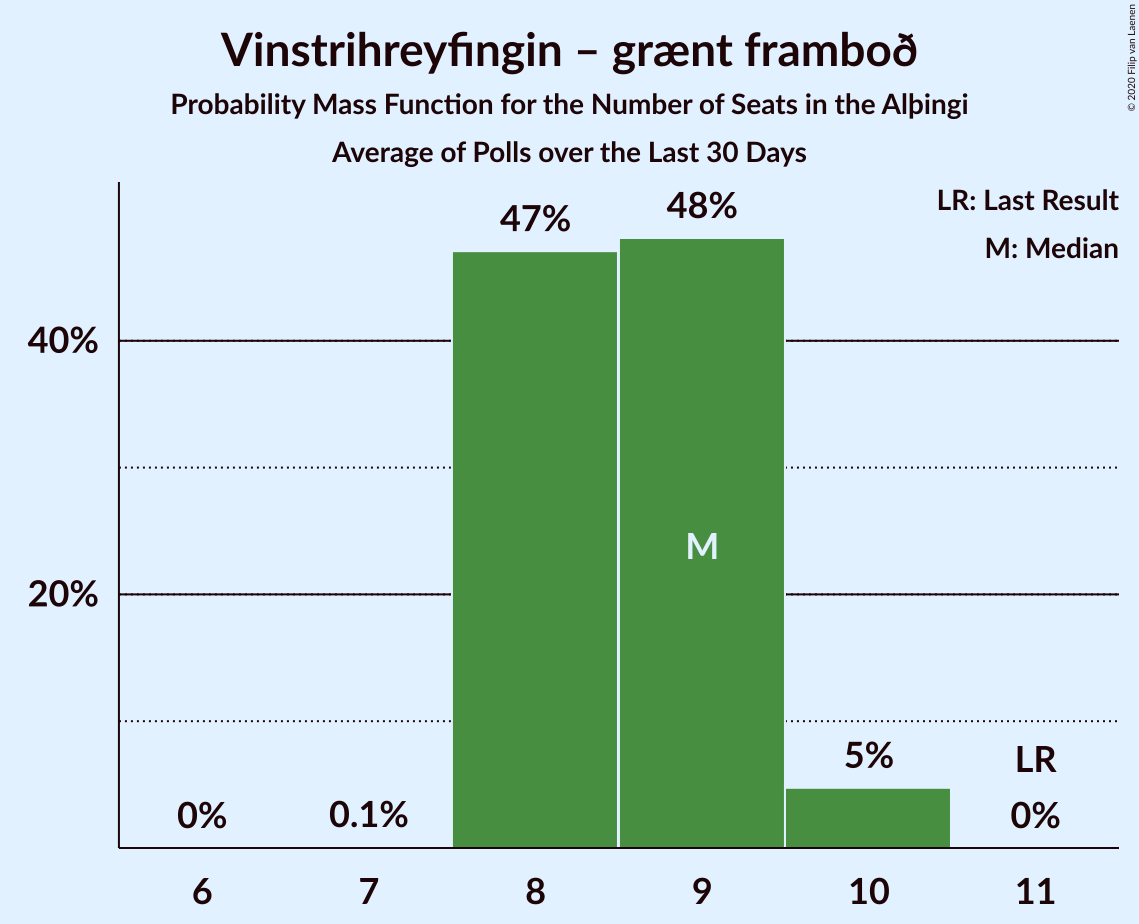 Vinstrihreyfingin – grænt framboð
Probability Mass Function for the Number of Seats in the Alþingi
Average of Polls over the Last 30 Days
© 2020 Filip van Laenen
LR: Last Result
M: Median
47%
48%
40%
M
20%
5%
LR
0%
0.1%
0%
6
7
8
9
10
11